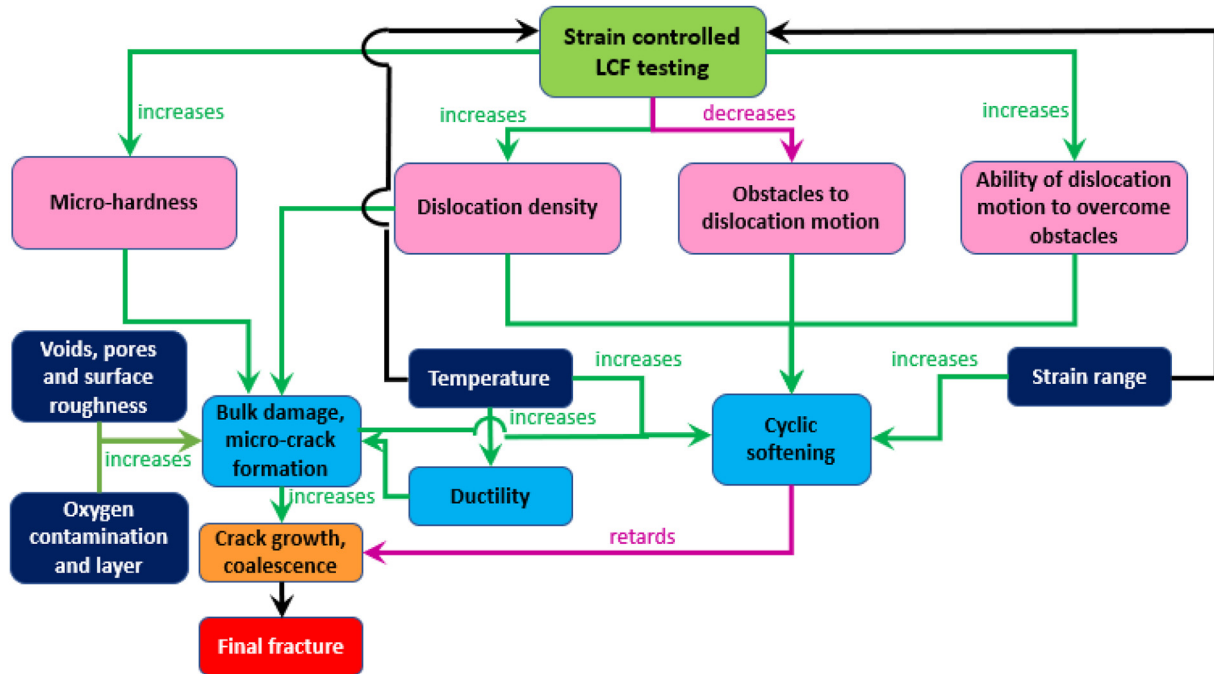 Strain controlled
LCF testing
increases
increases
decreases
increases
Micro-hardness
Dislocation density
Obstacles to
dislocation motion
Ability of dislocation
motion to overcome
obstacles
Voids, pores
and surface
roughness
Temperature
increases
increases
Strain range
Bulk damage,
micro-crack
formation
increases
Cyclic
softening
increases
Ductility
increases
Oxygen
contamination
and layer
Crack growth,
coalescence
retards
Final fracture